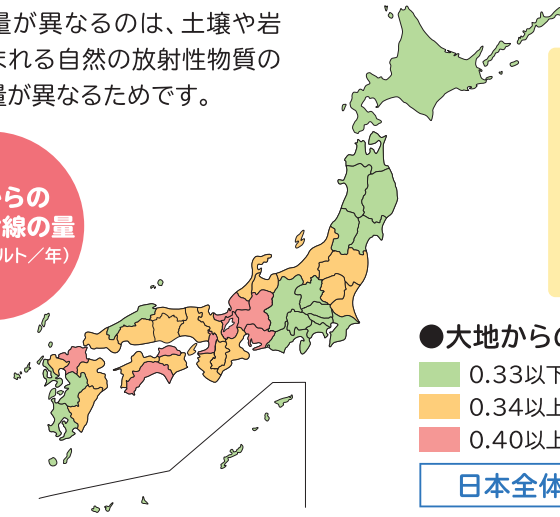 量が異なるのは、土壌や岩
まれる自然の放射性物質の
量が異なるためです。
からの
線の量
ルト／年）
●大地からの
0.33以下
0.34以上
0.40以上
日本全体